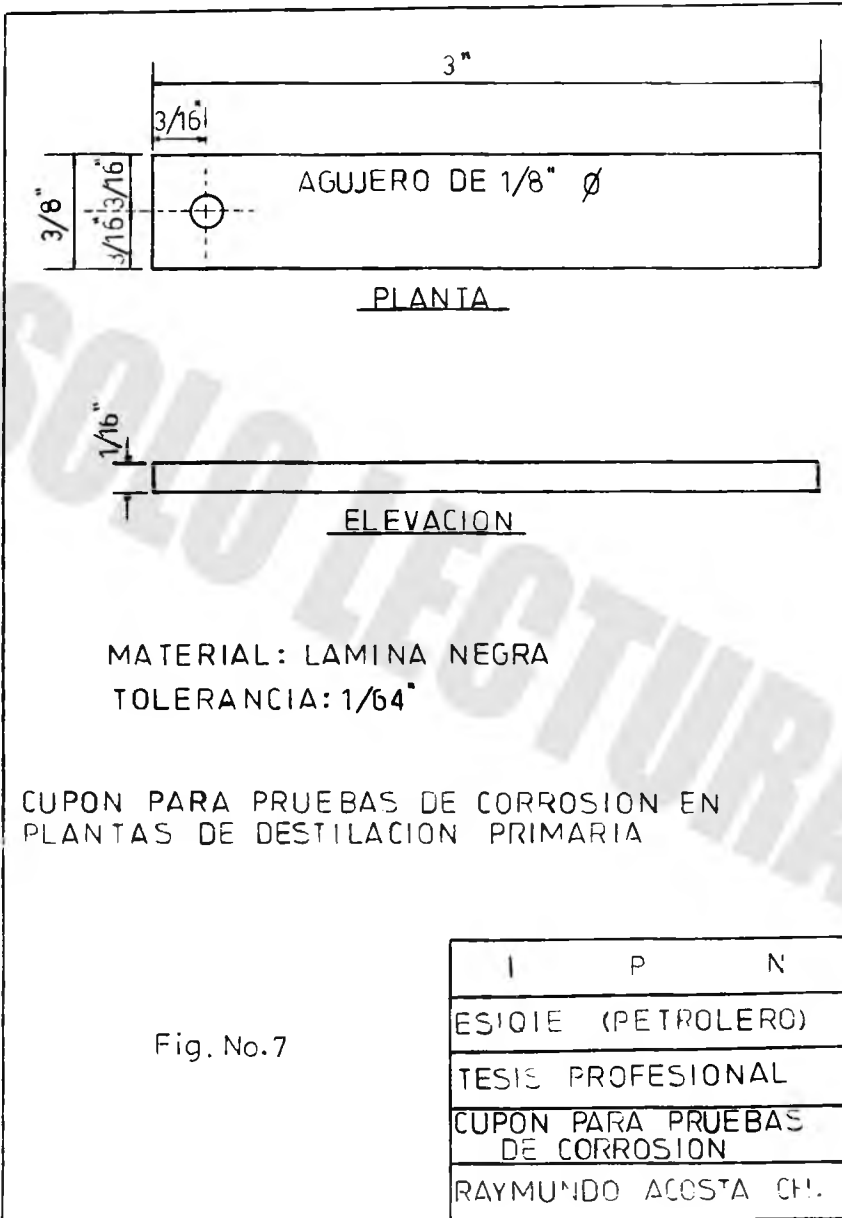 3"
3/16"
3/8"
3/16" 3/16"
AGUJERO DE 1/8" Ø
PLANTA
1/16"
ELEVACION
MATERIAL: LAMINA NEGRA
TOLERANCIA: 1/64"
CUPON PARA PRUEBAS DE CORROSION EN
PLANTAS DE DESTILACION PRIMARIA
Fig. No.7
I P N
ESIQIE (PETROLERO)
TESIS PROFESIONAL
CUPON PARA PRUEBAS
DE CORROSION
RAYMUNDO ACOSTA CH.
SOLO LECTURA